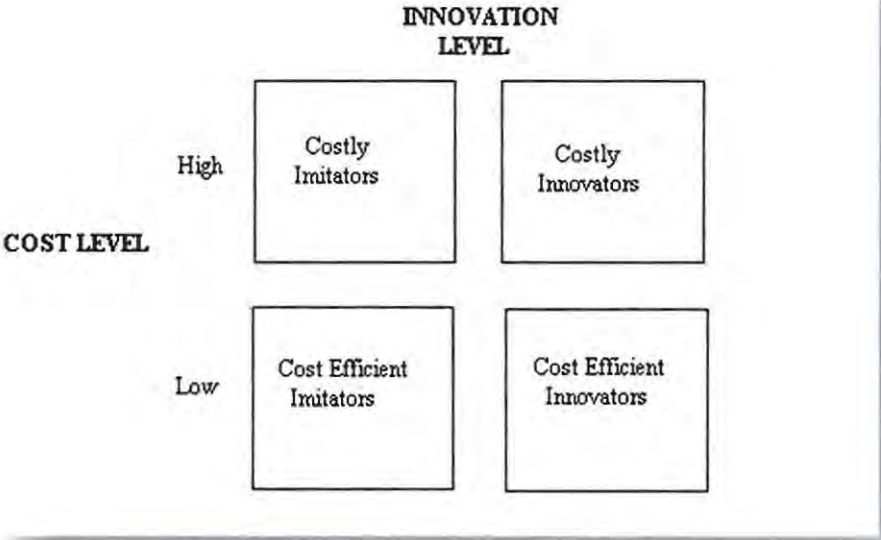 INNOVATION
LEVEL
High
Costly
Imitators
Costly
Innovators
COST LEVEL
Low
Cost Efficient
Imitators
Cost Efficient
Innovators